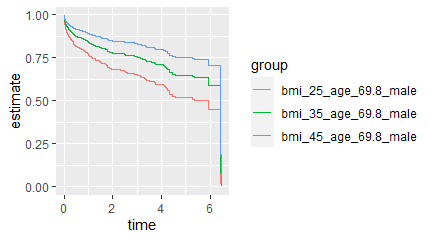 1.00
0.75
0.50
0.25
0.00
estimate
0
2
4
6
time
group
bmi_25_age_69.8_male
bmi_35_age_69.8_male
bmi_45_age_69.8_male